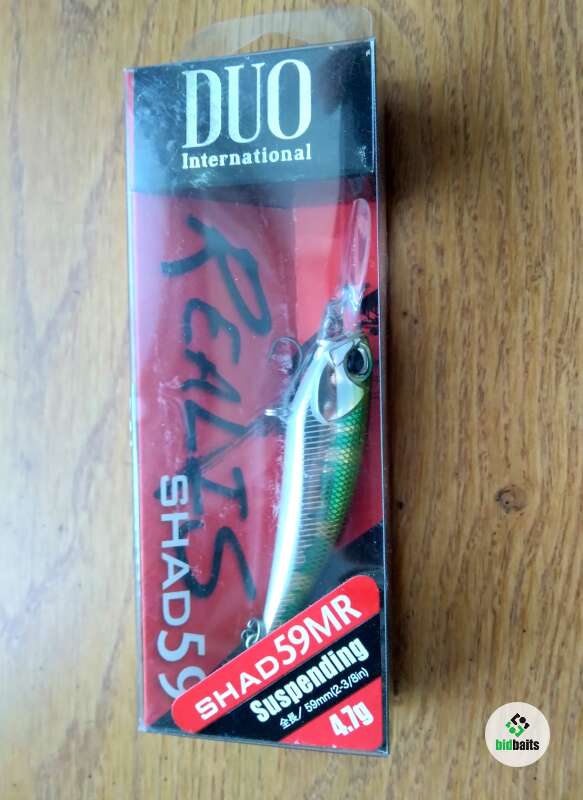 DUO
International
REALIS
SHAD59
SHAD59MR
Suspending
全長/59mm(2-3/8in)
4.7g
bidbaits